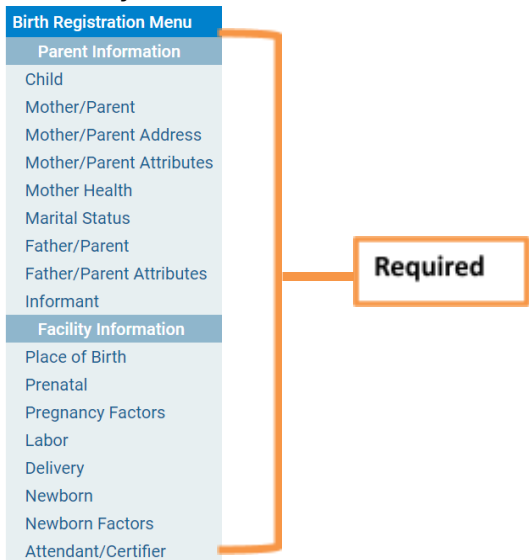 Birth Registration Menu
Parent Information
Child
Mother/Parent
Mother/Parent Address
Mother/Parent Attributes
Mother Health
Marital Status
Father/Parent
Father/Parent Attributes
Informant
Facility Information
Place of Birth
Prenatal
Pregnancy Factors
Labor
Delivery
Newborn
Newborn Factors
Attendant/Certifier
Required